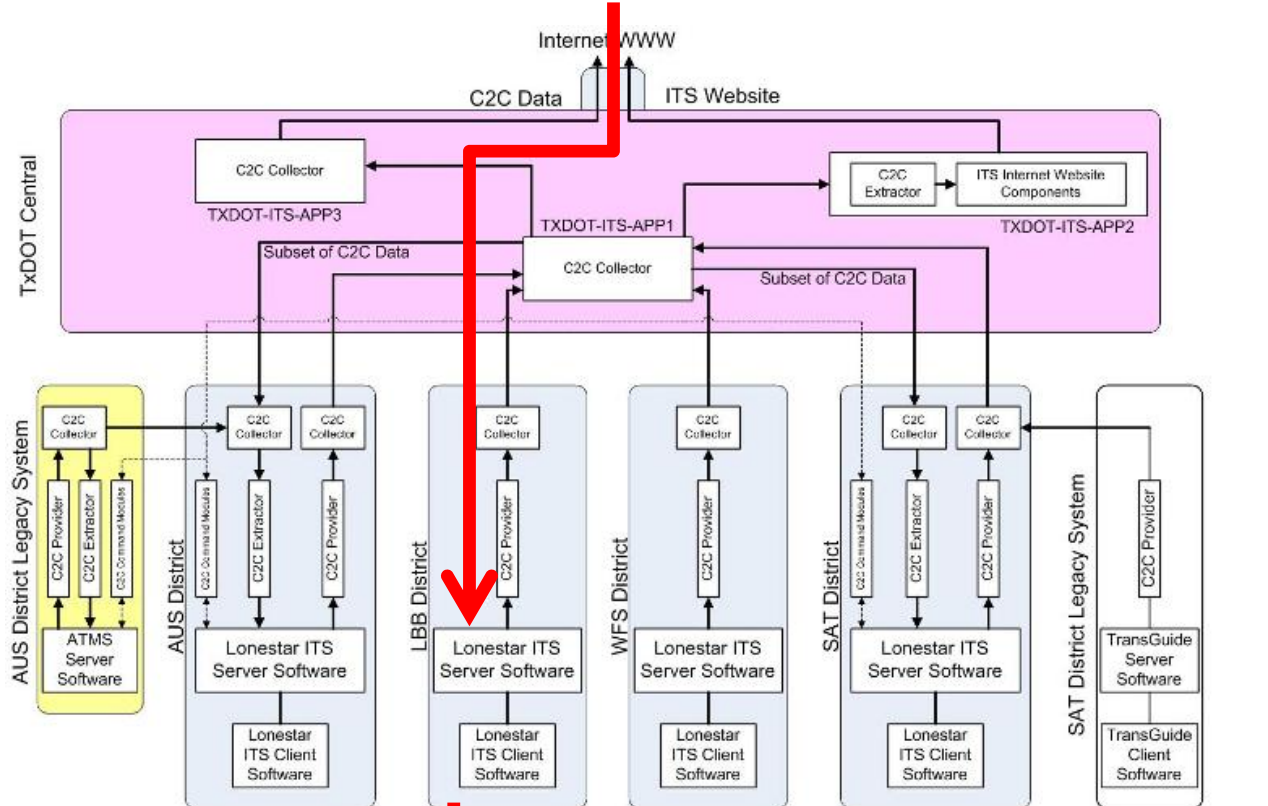 Internet WWW
C2C Data
ITS Website
TxDOT Central
C2C Collector
TXDOT-ITS-APP3
C2C
Extractor
ITS Internet Website
Components
TXDOT-ITS-APP2
TXDOT-ITS-APP1
C2C Collector
Subset of C2C Data
Subset of C2C Data
AUS District Legacy System
C2C
Collector
C2C Provider
C2C Extractor
C2C Command Modules
ATMS
Server
Software
AUS District
C2C
Collector
C2C
Collector
C2C Command Modules
C2C Extractor
C2C Provider
Lonestar ITS
Server Software
Lonestar
ITS Client
Software
LBB District
C2C
Collector
C2C Provider
Lonestar ITS
Server Software
Lonestar
ITS Client
Software
WFS District
C2C
Collector
C2C Provider
Lonestar ITS
Server Software
Lonestar
ITS Client
Software
SAT District
C2C
Collector
C2C
Collector
C2C Command Modules
C2C Extractor
C2C Provider
Lonestar ITS
Server Software
Lonestar
ITS Client
Software
SAT District Legacy System
C2C Provider
TransGuide
Server
Software
TransGuide
Client
Software